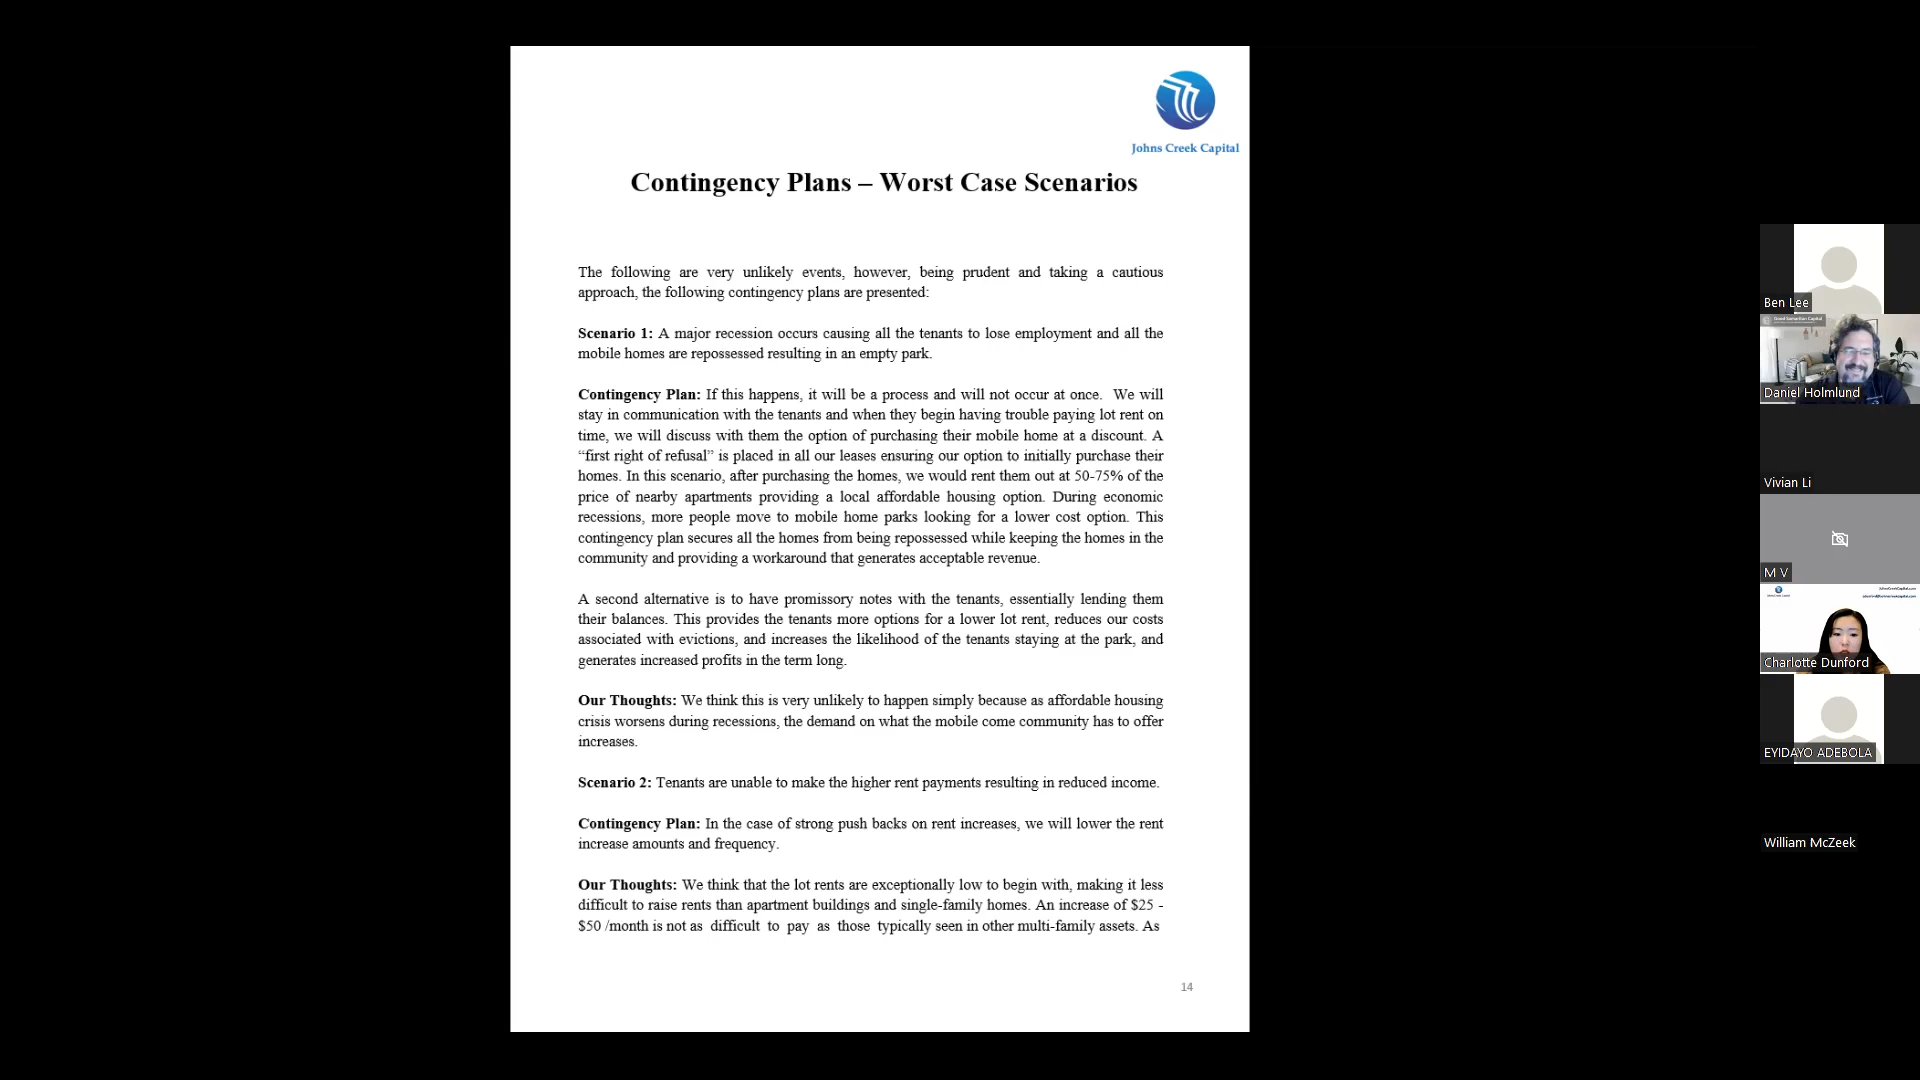 Johns Creek Capital
Contingency Plans – Worst Case Scenarios
The following are very unlikely events, however, being prudent and taking a cautious
approach, the following contingency plans are presented:
Scenario 1: A major recession occurs causing all the tenants to lose employment and all the
mobile homes are repossessed resulting in an empty park.
Contingency Plan: If this happens, it will be a process and will not occur at once. We will
stay in communication with the tenants and when they begin having trouble paying lot rent on
time, we will discuss with them the option of purchasing their mobile home at a discount. A
“first right of refusal” is placed in all our leases ensuring our option to initially purchase their
homes. In this scenario, after purchasing the homes, we would rent them out at 50-75% of the
price of nearby apartments providing a local affordable housing option. During economic
recessions, more people move to mobile home parks looking for a lower cost option. This
contingency plan secures all the homes from being repossessed while keeping the homes in the
community and providing a workaround that generates acceptable revenue.
A second alternative is to have promissory notes with the tenants, essentially lending them
their balances. This provides the tenants more options for a lower lot rent, reduces our costs
associated with evictions, and increases the likelihood of the tenants staying at the park, and
generates increased profits in the term long.
Our Thoughts: We think this is very unlikely to happen simply because as affordable housing
crisis worsens during recessions, the demand on what the mobile come community has to offer
increases.
Scenario 2: Tenants are unable to make the higher rent payments resulting in reduced income.
Contingency Plan: In the case of strong push backs on rent increases, we will lower the rent
increase amounts and frequency.
Our Thoughts: We think that the lot rents are exceptionally low to begin with, making it less
difficult to raise rents than apartment buildings and single-family homes. An increase of $25 -
$50 /month is not as difficult to pay as those typically seen in other multi-family assets. As
14
Ben Lee
Good Samaritan Capital
Daniel Holmlund
Vivian Li
M V
Charlotte Dunford
EYIDAYO ADEBOLA
William McZeek